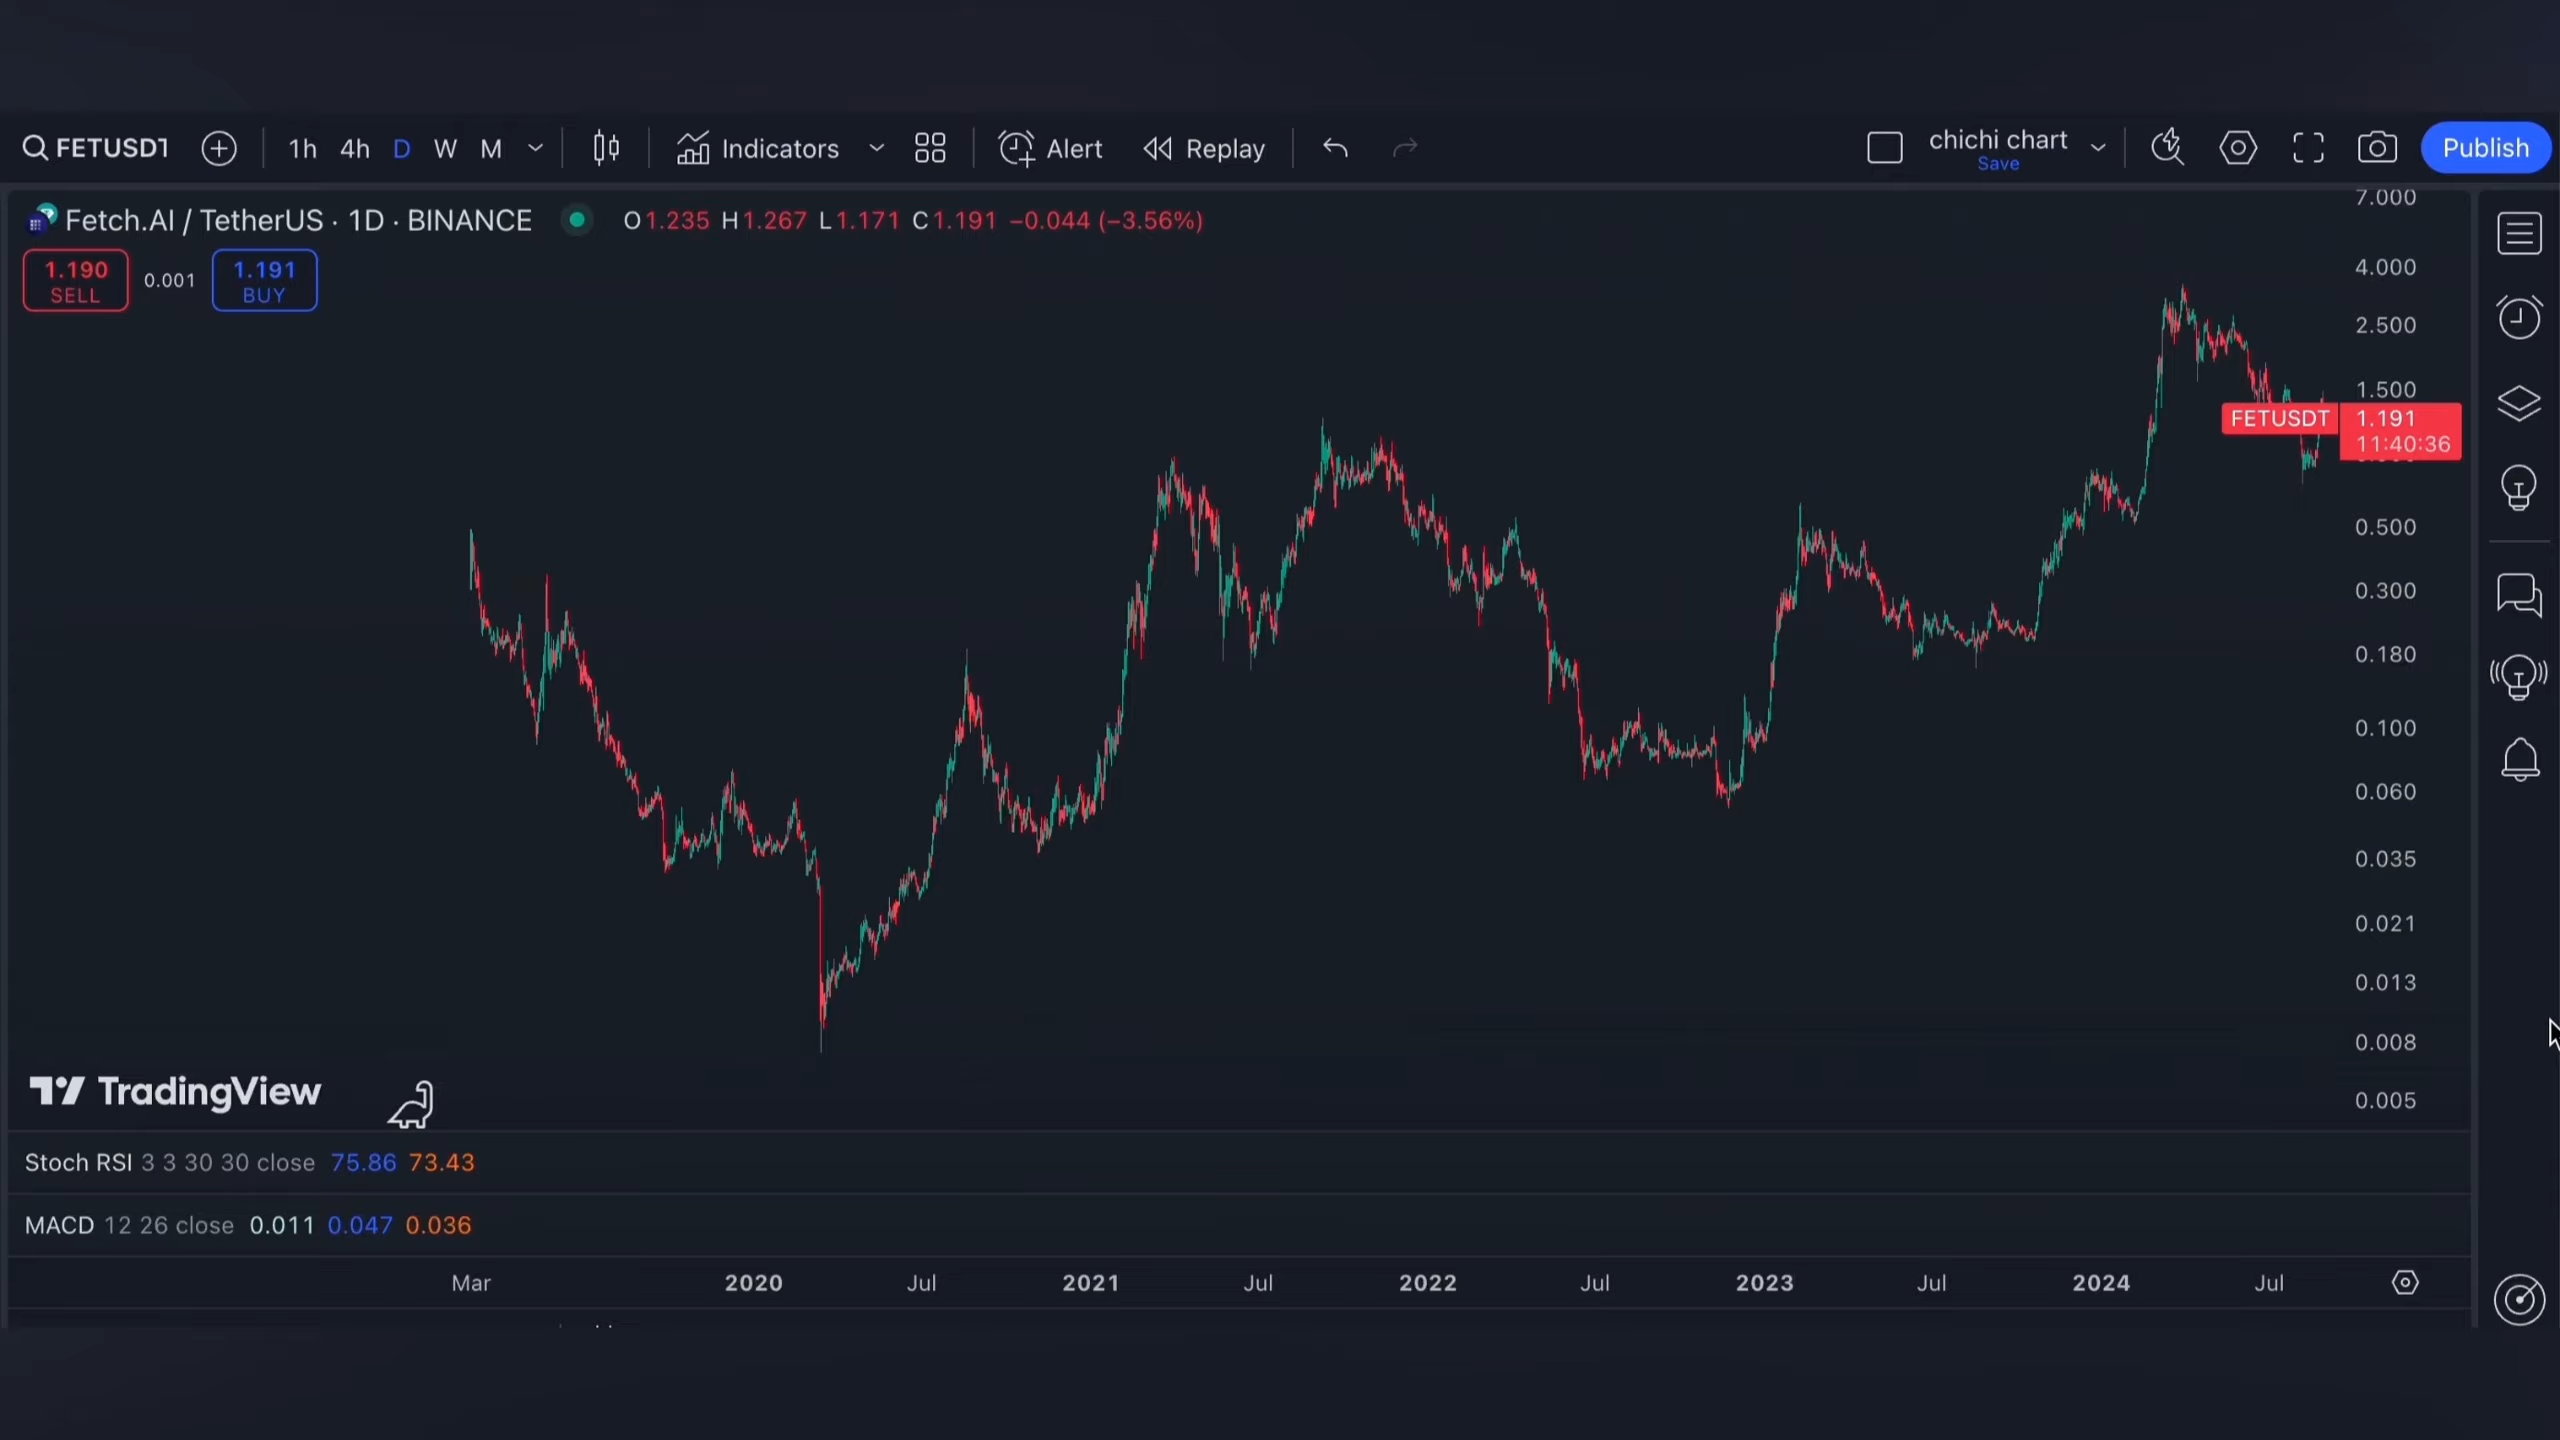 FETUSDT 1h 4h D W M Indicators Alert Replay chichi chart Publish
Save
Fetch.AI / TetherUS · 1D · BINANCE O1.235 H1.267 L1.171 C1.191 −0.044 (−3.56%)
1.190 0.001 1.191
SELL BUY
7.000
4.000
2.500
1.500
FETUSDT 1.191
11:40:36
0.500
0.300
0.180
0.100
0.060
0.035
0.021
0.013
0.008
0.005
TradingView
Stoch RSI 3 3 30 30 close 75.86 73.43
MACD 12 26 close 0.011 0.047 0.036
Mar 2020 Jul 2021 Jul 2022 Jul 2023 Jul 2024 Jul